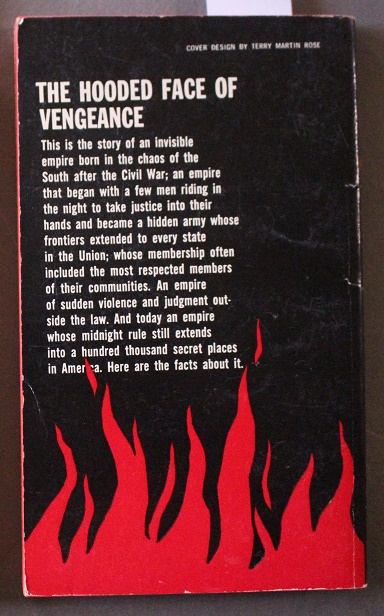 COVER DESIGN BY TERRY MARTIN ROSE
THE HOODED FACE OF
VENGEANCE
This is the story of an invisible
empire born in the chaos of the
South after the Civil War; an empire
that began with a few men riding in
the night to take justice into their
hands and became a hidden army whose
frontiers extended to every state
in the Union; whose membership often
included the most respected members
of their communities. An empire
of sudden violence and judgment out-
side the law. And today an empire
whose midnight rule still extends
into a hundred thousand secret places
in America. Here are the facts about it.